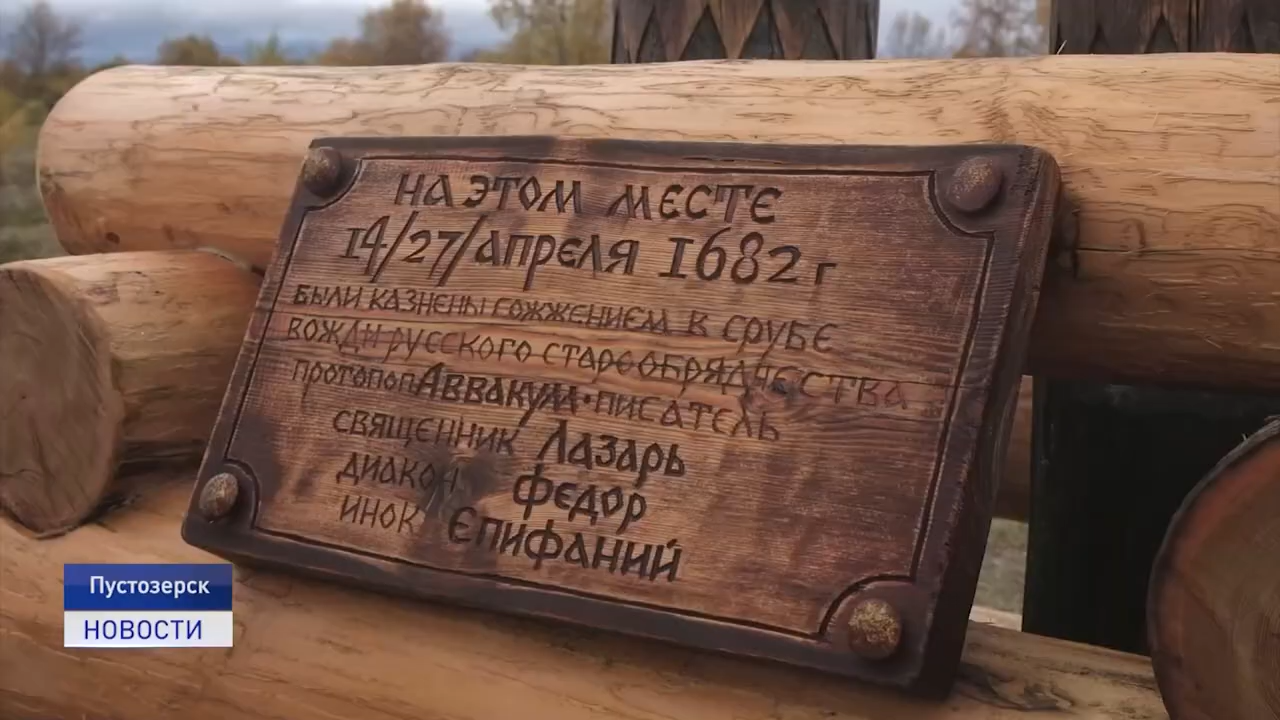 на этом месте
14/27/апреля 1682 г
были казнены сожжением в срубе
вожди русского старообрядчества
протопоп Аввакум·писатель
священник Лазарь
диакон Федор
инок Епифаний
Пустозерск
НОВОСТИ